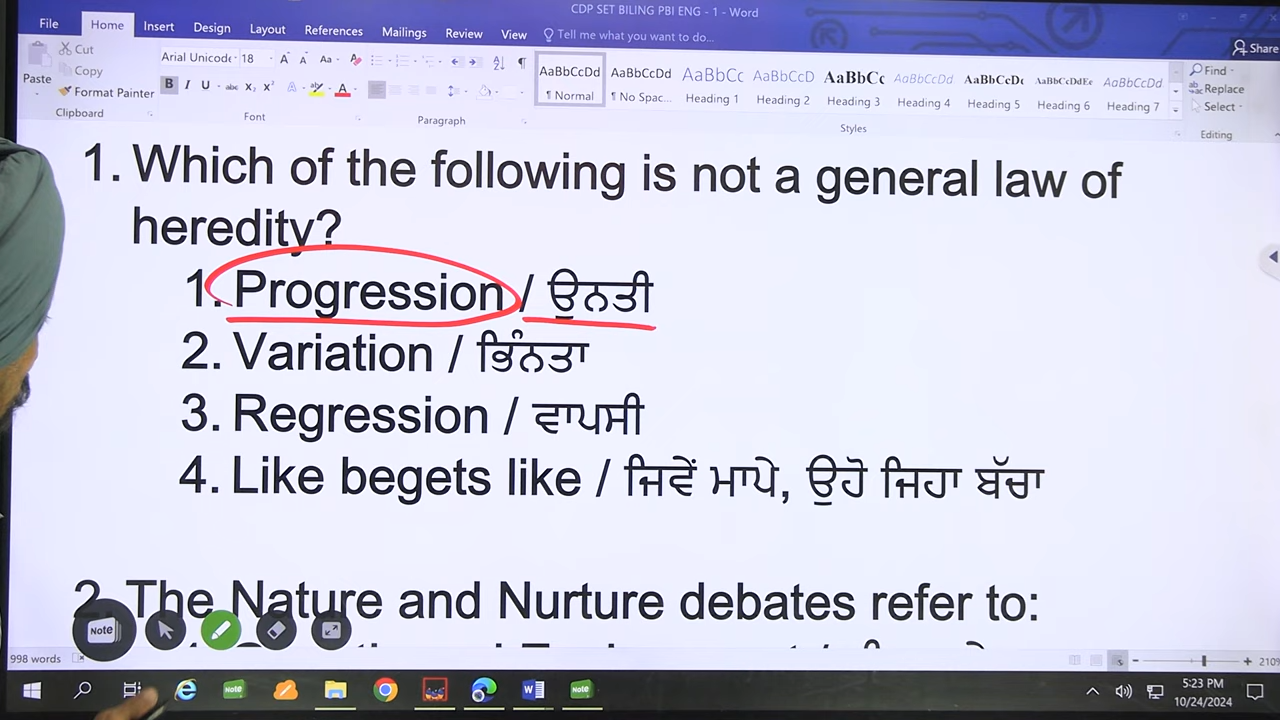 CDP SET BILING PBI ENG - 1 - Word
File Home Insert Design Layout References Mailings Review View Tell me what you want to do...
Share
Cut
Copy
Format Painter
Paste
Clipboard
Arial Unicode 18
Font
Paragraph
AaBbCcDd AaBbCcDd AaBbCc AaBbCcD AaBbCc AaBbCcDd AaBbCcDc AaBbCcDdEe AaBbCcDd
¶ Normal ¶ No Spac... Heading 1 Heading 2 Heading 3 Heading 4 Heading 5 Heading 6 Heading 7
Styles
Find
Replace
Select
Editing
1. Which of the following is not a general law of
heredity?
1. Progression / ਉਨਤੀ
2. Variation / ਭਿੰਨਤਾ
3. Regression / ਵਾਪਸੀ
4. Like begets like / ਜਿਵੇਂ ਮਾਪੇ, ਉਹੋ ਜਿਹਾ ਬੱਚਾ
2. The Nature and Nurture debates refer to:
Note
998 words
210%
Note
Note
5:23 PM
10/24/2024